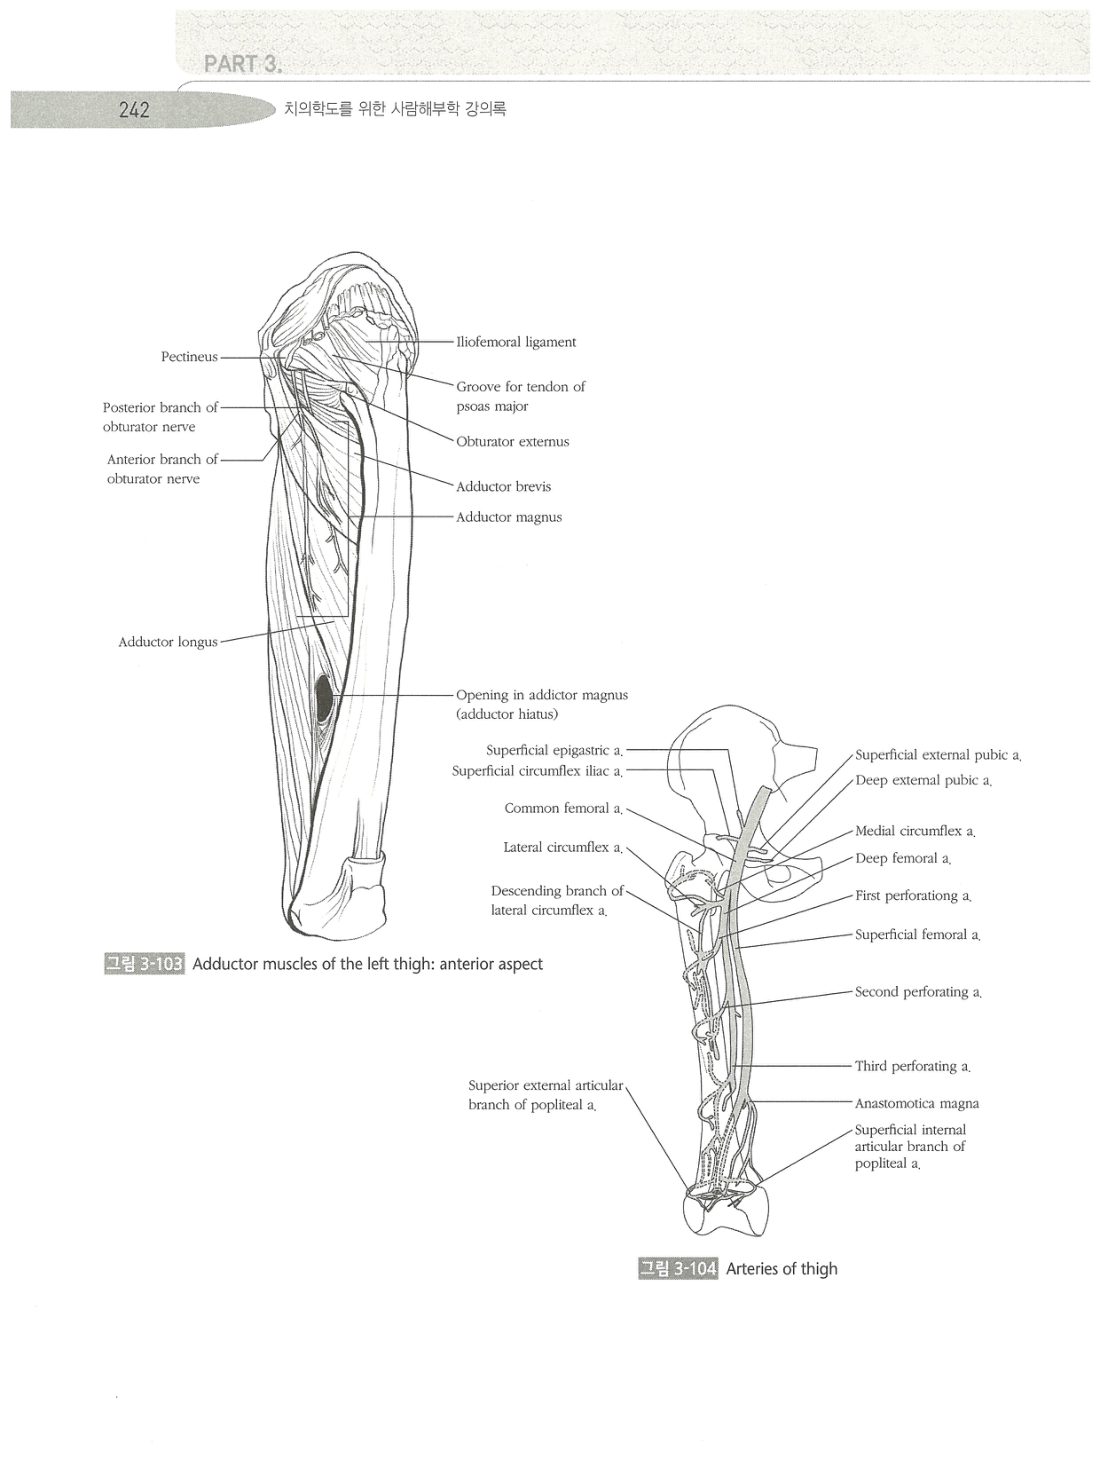 PART 3.
242
치의학도를 위한 사람해부학 강의록
Pectineus
Posterior branch of
obturator nerve
Anterior branch of
obturator nerve
Adductor longus
Iliofemoral ligament
Groove for tendon of
psoas major
Obturator externus
Adductor brevis
Adductor magnus
Opening in addictor magnus
(adductor hiatus)
그림 3-103 Adductor muscles of the left thigh: anterior aspect
Superficial epigastric a.
Superficial circumflex iliac a.
Common femoral a.
Lateral circumflex a.
Descending branch of
lateral circumflex a.
Superior external articular
branch of popliteal a.
Superficial external pubic a.
Deep external pubic a.
Medial circumflex a.
Deep femoral a.
First perforationg a.
Superficial femoral a.
Second perforating a.
Third perforating a.
Anastomotica magna
Superficial internal
articular branch of
popliteal a.
그림 3-104 Arteries of thigh